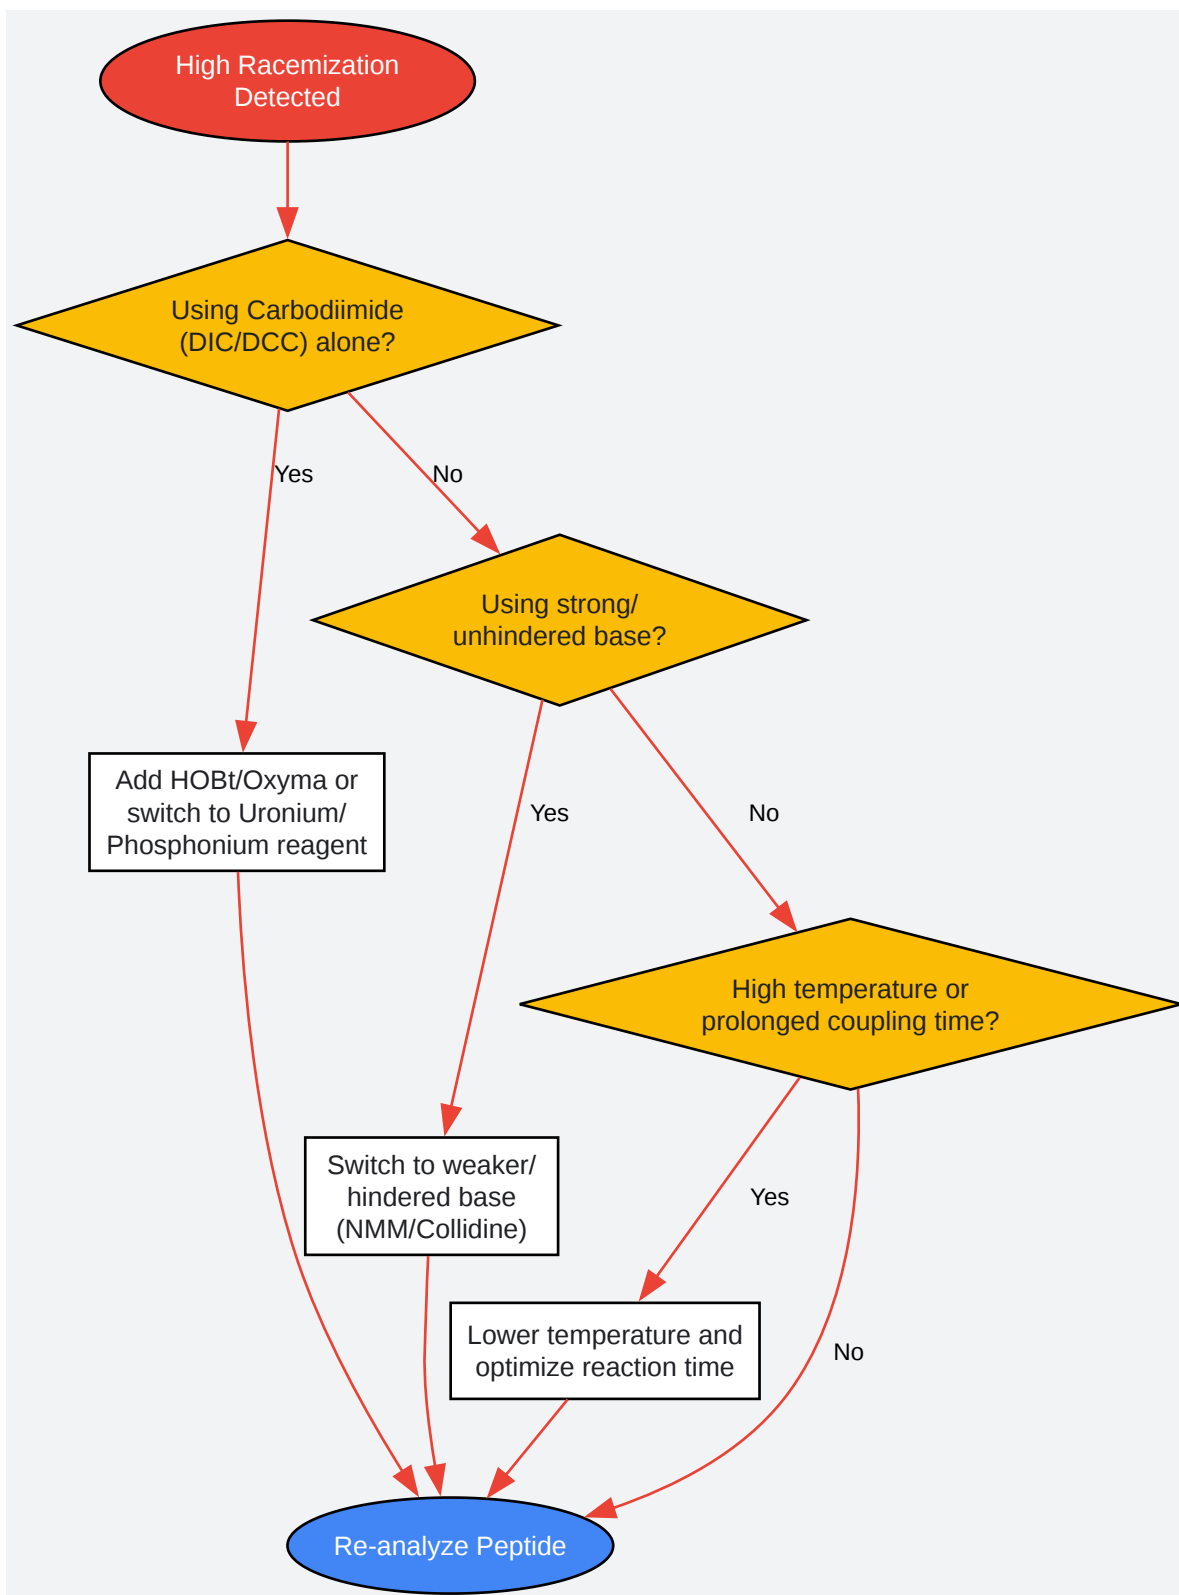 High Racemization
Detected
Using Carbodiimide
(DIC/DCC) alone?
Yes
No
Using strong/
unhindered base?
Add HOBt/Oxyma or
switch to Uronium/
Phosphonium reagent
Yes
No
High temperature or
prolonged coupling time?
Switch to weaker/
hindered base
(NMM/Collidine)
Yes
Lower temperature and
optimize reaction time
No
Re-analyze Peptide